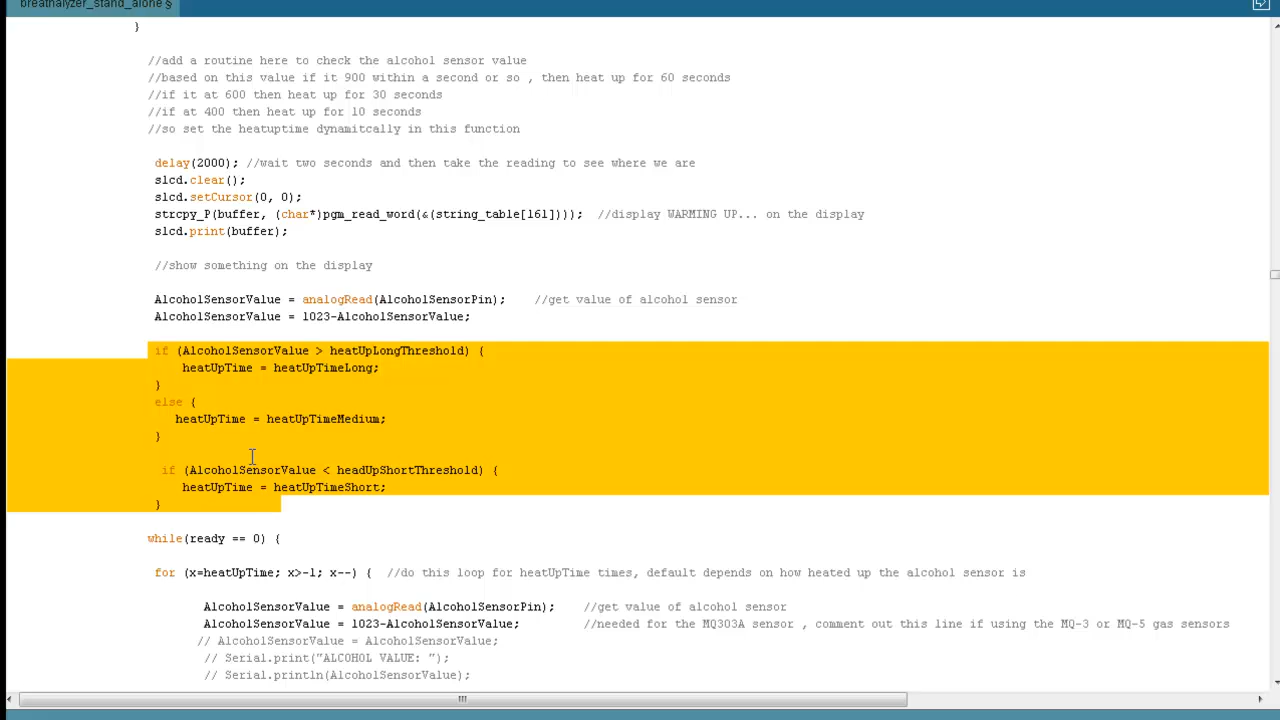 breathalyzer_stand_alone §
}
//add a routine here to check the alcohol sensor value
//based on this value if it 900 within a second or so , then heat up for 60 seconds
//if it at 600 then heat up for 30 seconds
//if at 400 then heat up for 10 seconds
//so set the heatuptime dynamitcally in this function
delay(2000); //wait two seconds and then take the reading to see where we are
slcd.clear();
slcd.setCursor(0, 0);
strcpy_P(buffer, (char*)pgm_read_word(&(string_table[16]))); //display WARMING UP... on the display
slcd.print(buffer);
//show something on the display
AlcoholSensorValue = analogRead(AlcoholSensorPin); //get value of alcohol sensor
AlcoholSensorValue = 1023-AlcoholSensorValue;
if (AlcoholSensorValue > heatUpLongThreshold) {
heatUpTime = heatUpTimeLong;
}
else {
heatUpTime = heatUpTimeMedium;
}
if (AlcoholSensorValue < headUpShortThreshold) {
heatUpTime = heatUpTimeShort;
}
while(ready == 0) {
for (x=heatUpTime; x>-1; x--) { //do this loop for heatUpTime times, default depends on how heated up the alcohol sensor is
AlcoholSensorValue = analogRead(AlcoholSensorPin); //get value of alcohol sensor
AlcoholSensorValue = 1023-AlcoholSensorValue; //needed for the MQ303A sensor , comment out this line if using the MQ-3 or MQ-5 gas sensors
// AlcoholSensorValue = AlcoholSensorValue;
// Serial.print("ALCOHOL VALUE: ");
// Serial.println(AlcoholSensorValue);